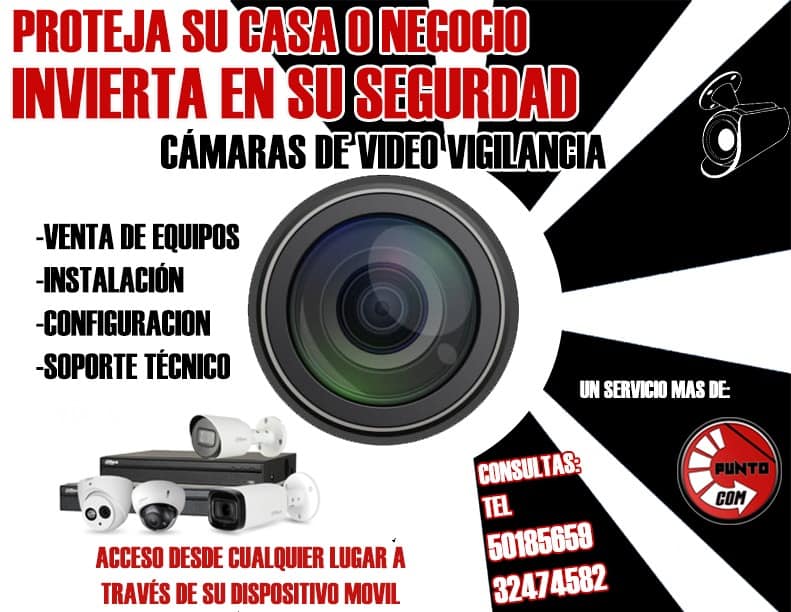 PROTEJA SU CASA O NEGOCIO
INVIERTA EN SU SEGURDAD
CÁMARAS DE VIDEO VIGILANCIA
-VENTA DE EQUIPOS
-INSTALACIÓN
-CONFIGURACION
-SOPORTE TÉCNICO
UN SERVICIO MAS DE:
PUNTO
COM
CONSULTAS:
TEL
50185659
32474582
ACCESO DESDE CUALQUIER LUGAR A
TRAVÉS DE SU DISPOSITIVO MOVIL